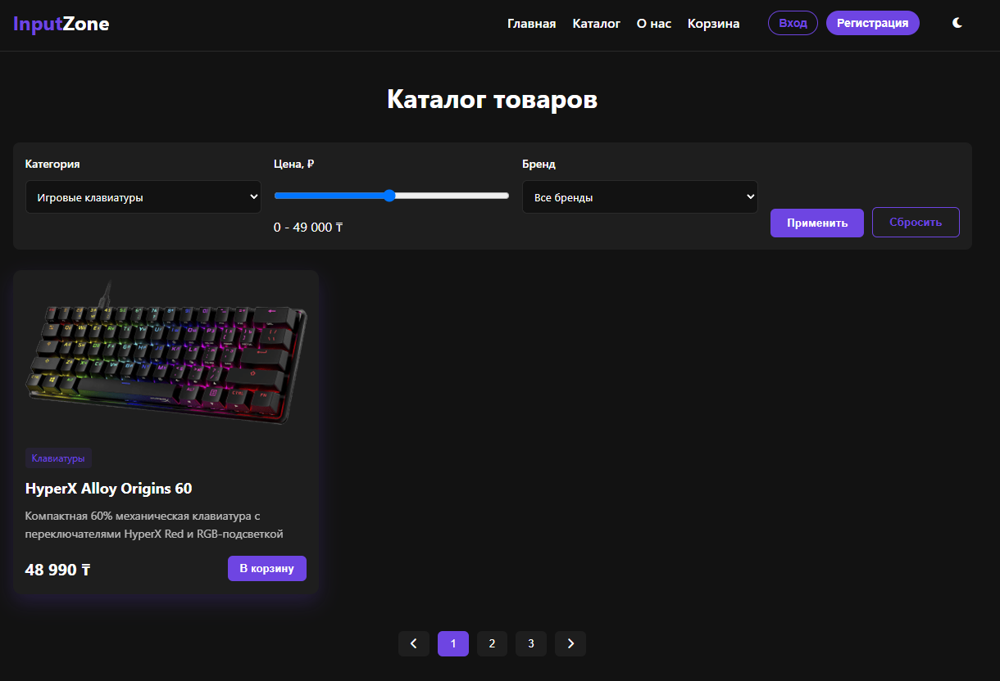 InputZone
Главная Каталог О нас Корзина Вход Регистрация
Каталог товаров
Категория Цена, ₽ Бренд
Игровые клавиатуры Все бренды
0 - 49 000 ₸ Применить Сбросить
Клавиатуры
HyperX Alloy Origins 60
Компактная 60% механическая клавиатура с
переключателями HyperX Red и RGB-подсветкой
48 990 ₸ В корзину
1 2 3